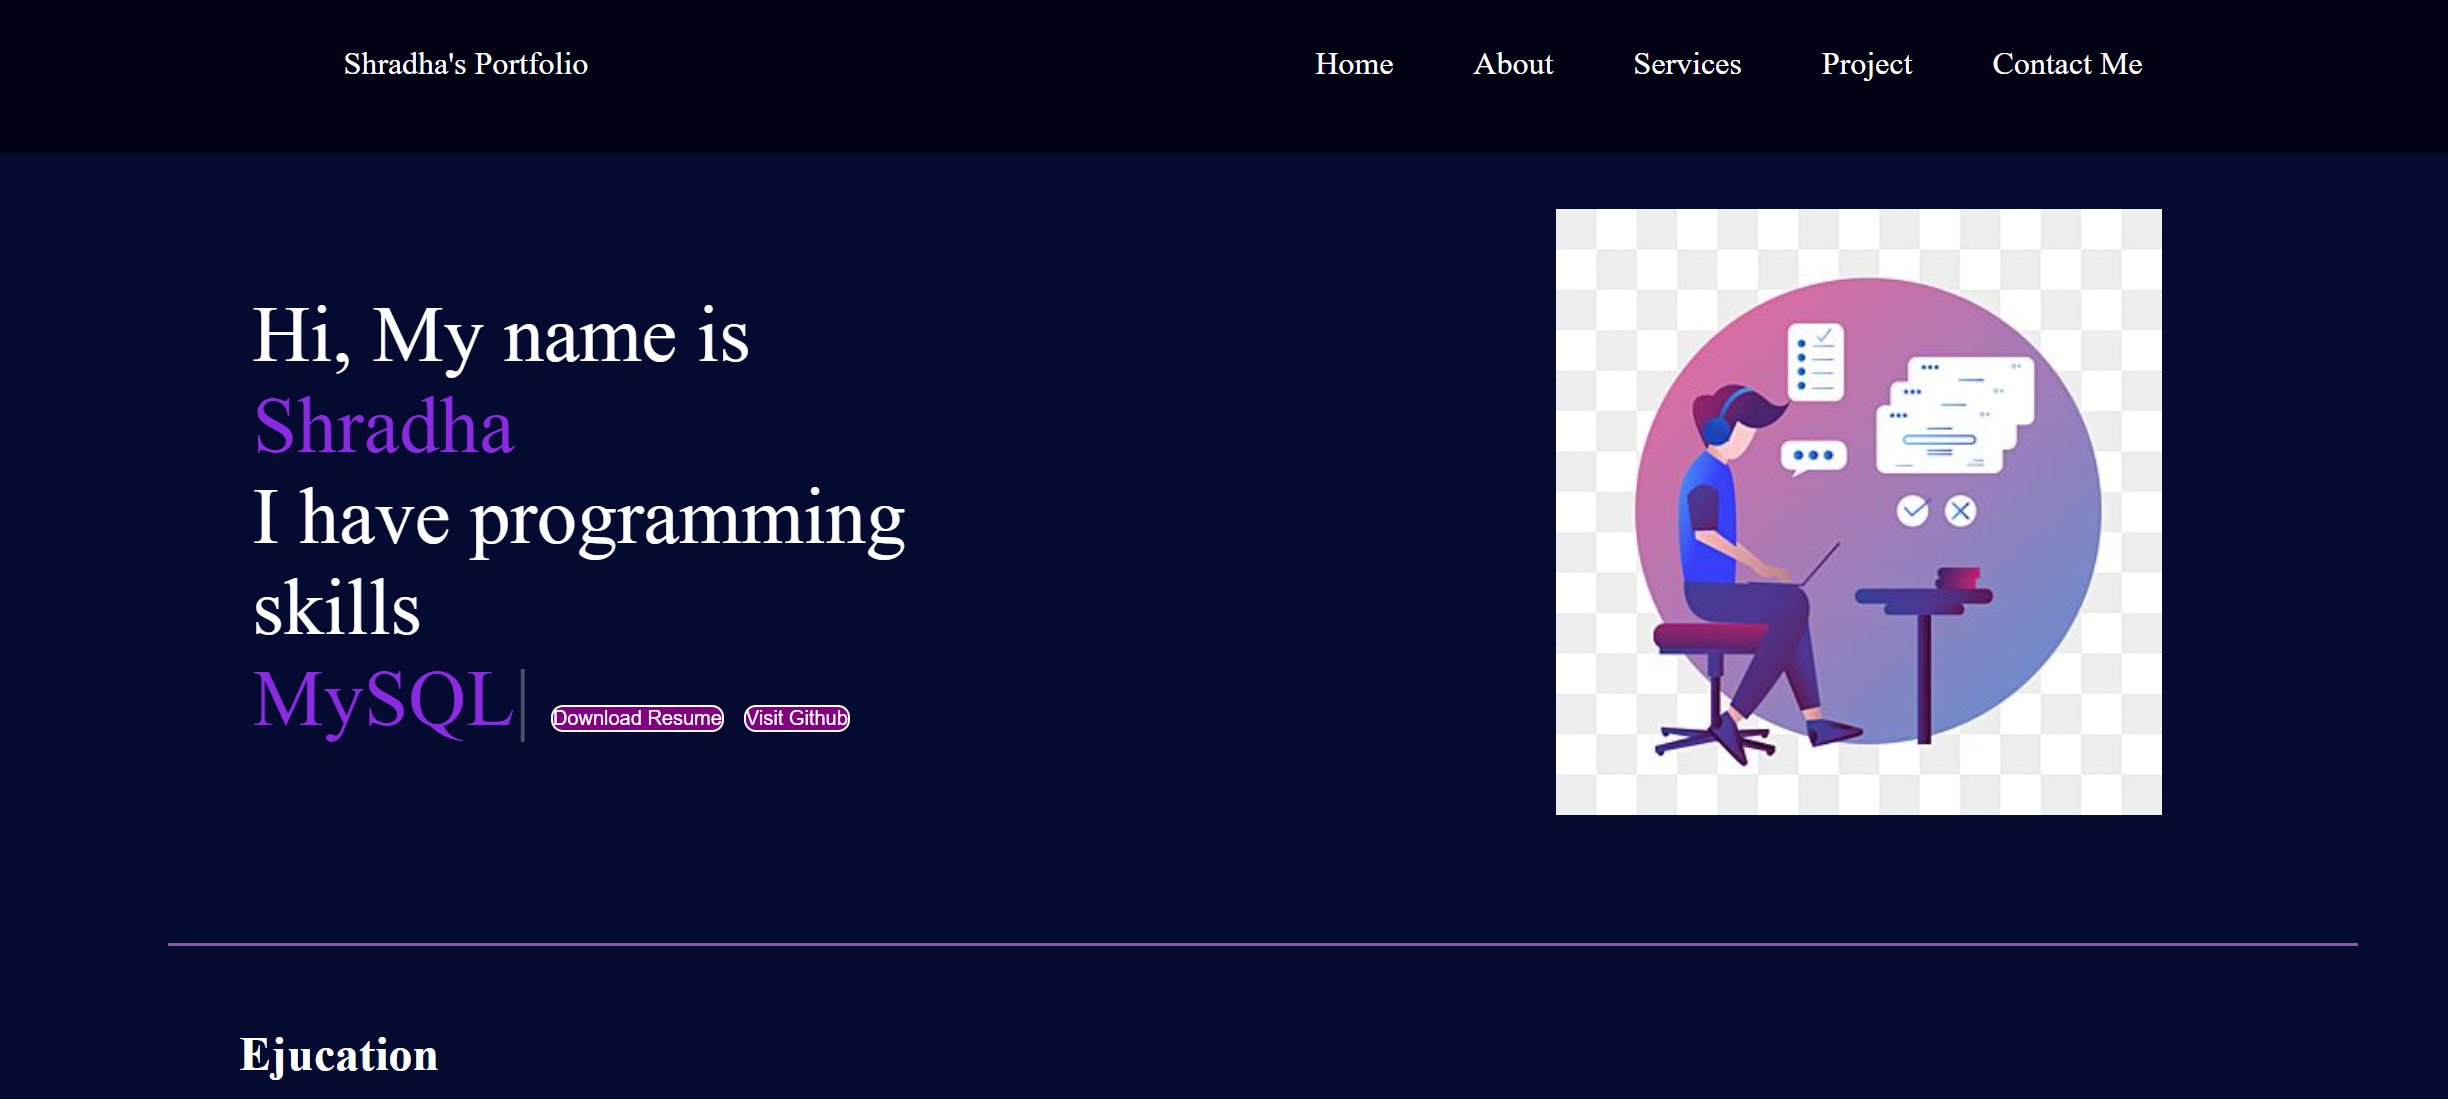 Shradha's Portfolio Home About Services Project Contact Me
Hi, My name is
Shradha
I have programming
skills
MySQL| Download Resume Visit Github
Ejucation